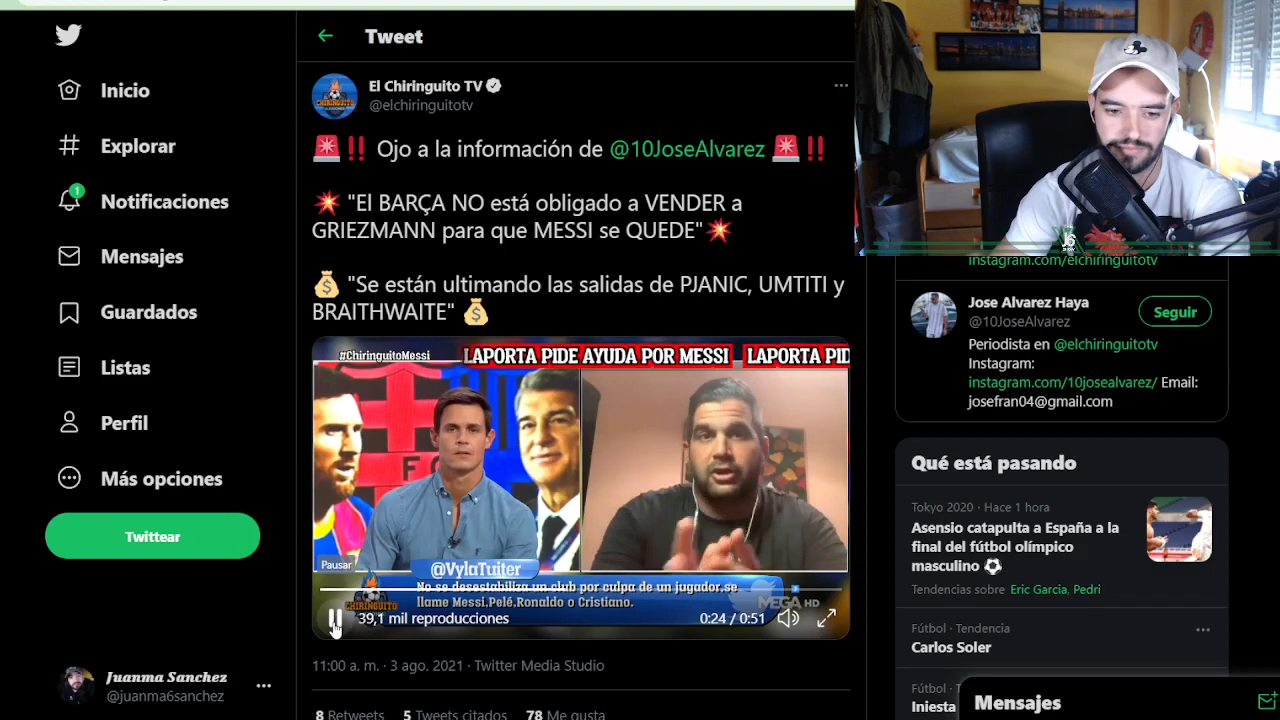 Inicio
Explorar
1
Notificaciones
Mensajes
Guardados
Listas
Perfil
Más opciones
Twittear
Juanma Sanchez
@juanma6sanchez
Tweet
El Chiringuito TV
@elchiringuitotv
🚨‼️ Ojo a la información de @10JoseAlvarez 🚨‼️
💥 "El BARÇA NO está obligado a VENDER a
GRIEZMANN para que MESSI se QUEDE"💥
💰 "Se están ultimando las salidas de PJANIC, UMTITI y
BRAITHWAITE" 💰
#ChiringuitoMessi
LAPORTA PIDE AYUDA POR MESSI LAPORTA PID
Pausar
@VylaTuiter
No se desestabiliza un club por culpa de un jugador,se
llame Messi,Pelé,Ronaldo o Cristiano.
CHIRINGUITO
MEGA HD
39,1 mil reproducciones
0:24 / 0:51
11:00 a. m. · 3 ago. 2021 · Twitter Media Studio
8 Retweets 5 Tweets citados 78 Me gusta
instagram.com/elchiringuitotv
Jose Alvarez Haya
@10JoseAlvarez
Seguir
Periodista en @elchiringuitotv
Instagram:
instagram.com/10josealvarez/ Email:
josefran04@gmail.com
Qué está pasando
Tokyo 2020 · Hace 1 hora
Asensio catapulta a España a la
final del fútbol olímpico
masculino ⚽
Tendencias sobre Eric Garcia, Pedri
Fútbol · Tendencia
Carlos Soler
Fútbol · T
Iniesta
Mensajes